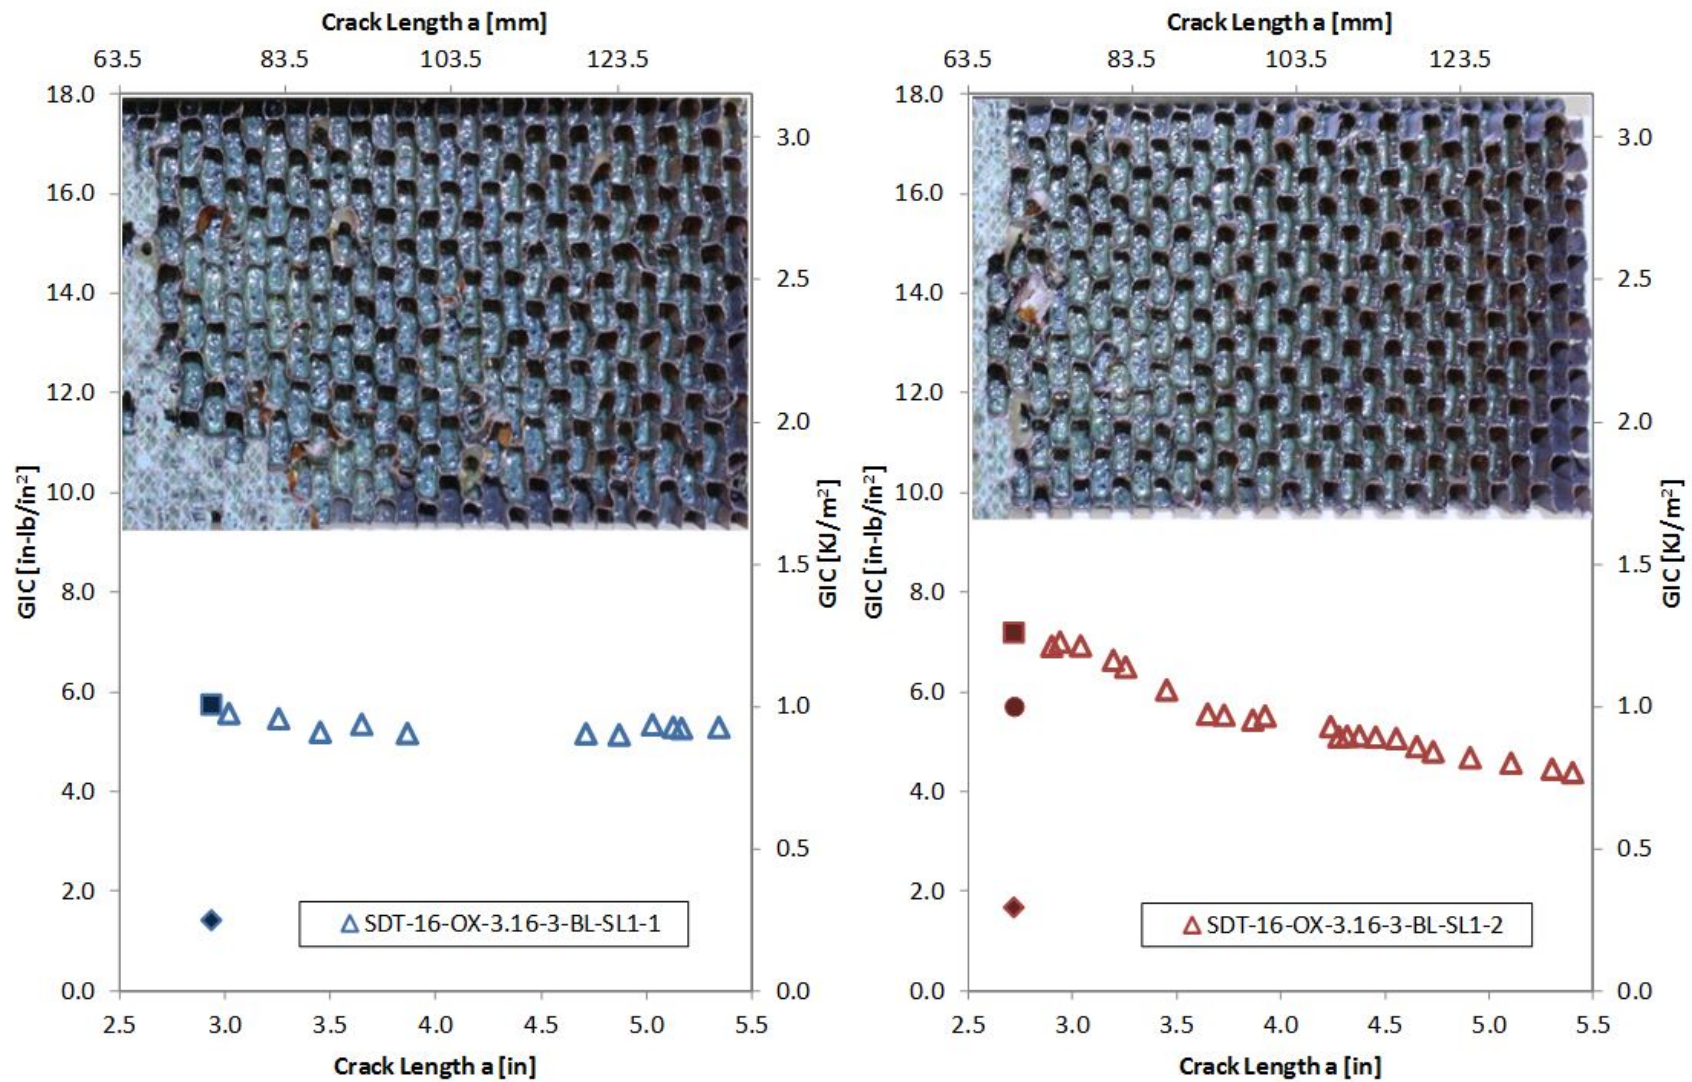 Crack Length a [mm]
63.5 83.5 103.5 123.5
18.0
16.0
14.0
12.0
10.0
8.0
6.0
4.0
2.0
0.0
GIC [in-lb/in²]
3.0
2.5
2.0
1.5
1.0
0.5
0.0
GIC [KJ/m²]
SDT-16-OX-3.16-3-BL-SL1-1
2.5 3.0 3.5 4.0 4.5 5.0 5.5
Crack Length a [in]
Crack Length a [mm]
63.5 83.5 103.5 123.5
18.0
16.0
14.0
12.0
10.0
8.0
6.0
4.0
2.0
0.0
GIC [in-lb/in²]
3.0
2.5
2.0
1.5
1.0
0.5
0.0
GIC [KJ/m²]
SDT-16-OX-3.16-3-BL-SL1-2
2.5 3.0 3.5 4.0 4.5 5.0 5.5
Crack Length a [in]